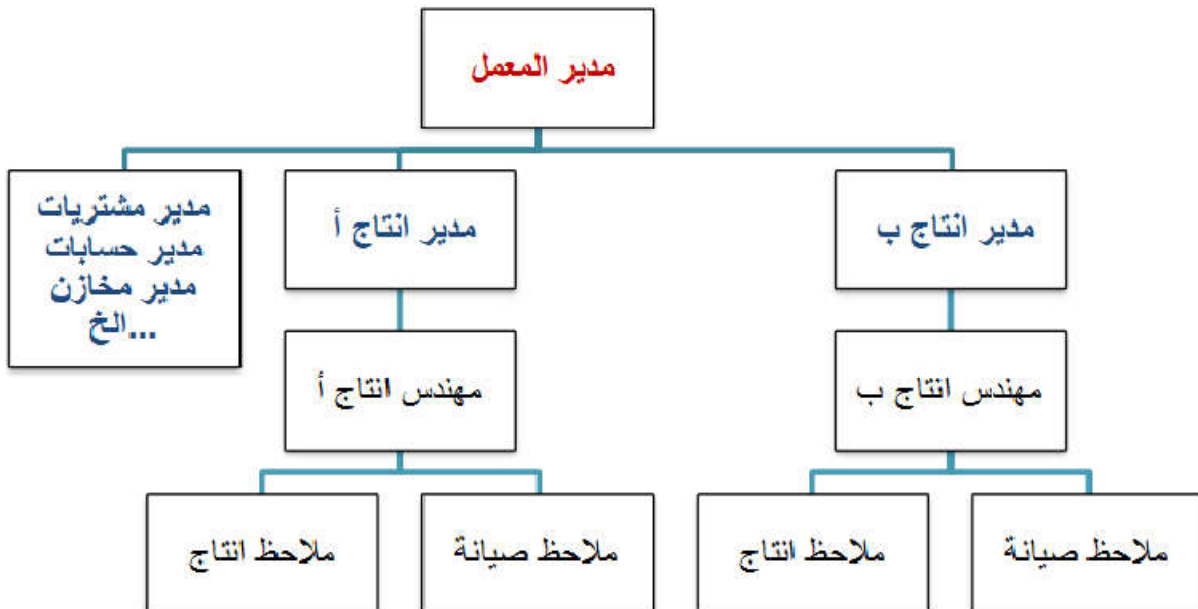 مدير المعمل
مدير انتاج ب
مدير انتاج أ
مدير مشتريات
مدير حسابات
مدير مخازن
...الخ
مهندس انتاج ب
مهندس انتاج أ
ملاحظ صيانة
ملاحظ انتاج
ملاحظ صيانة
ملاحظ انتاج